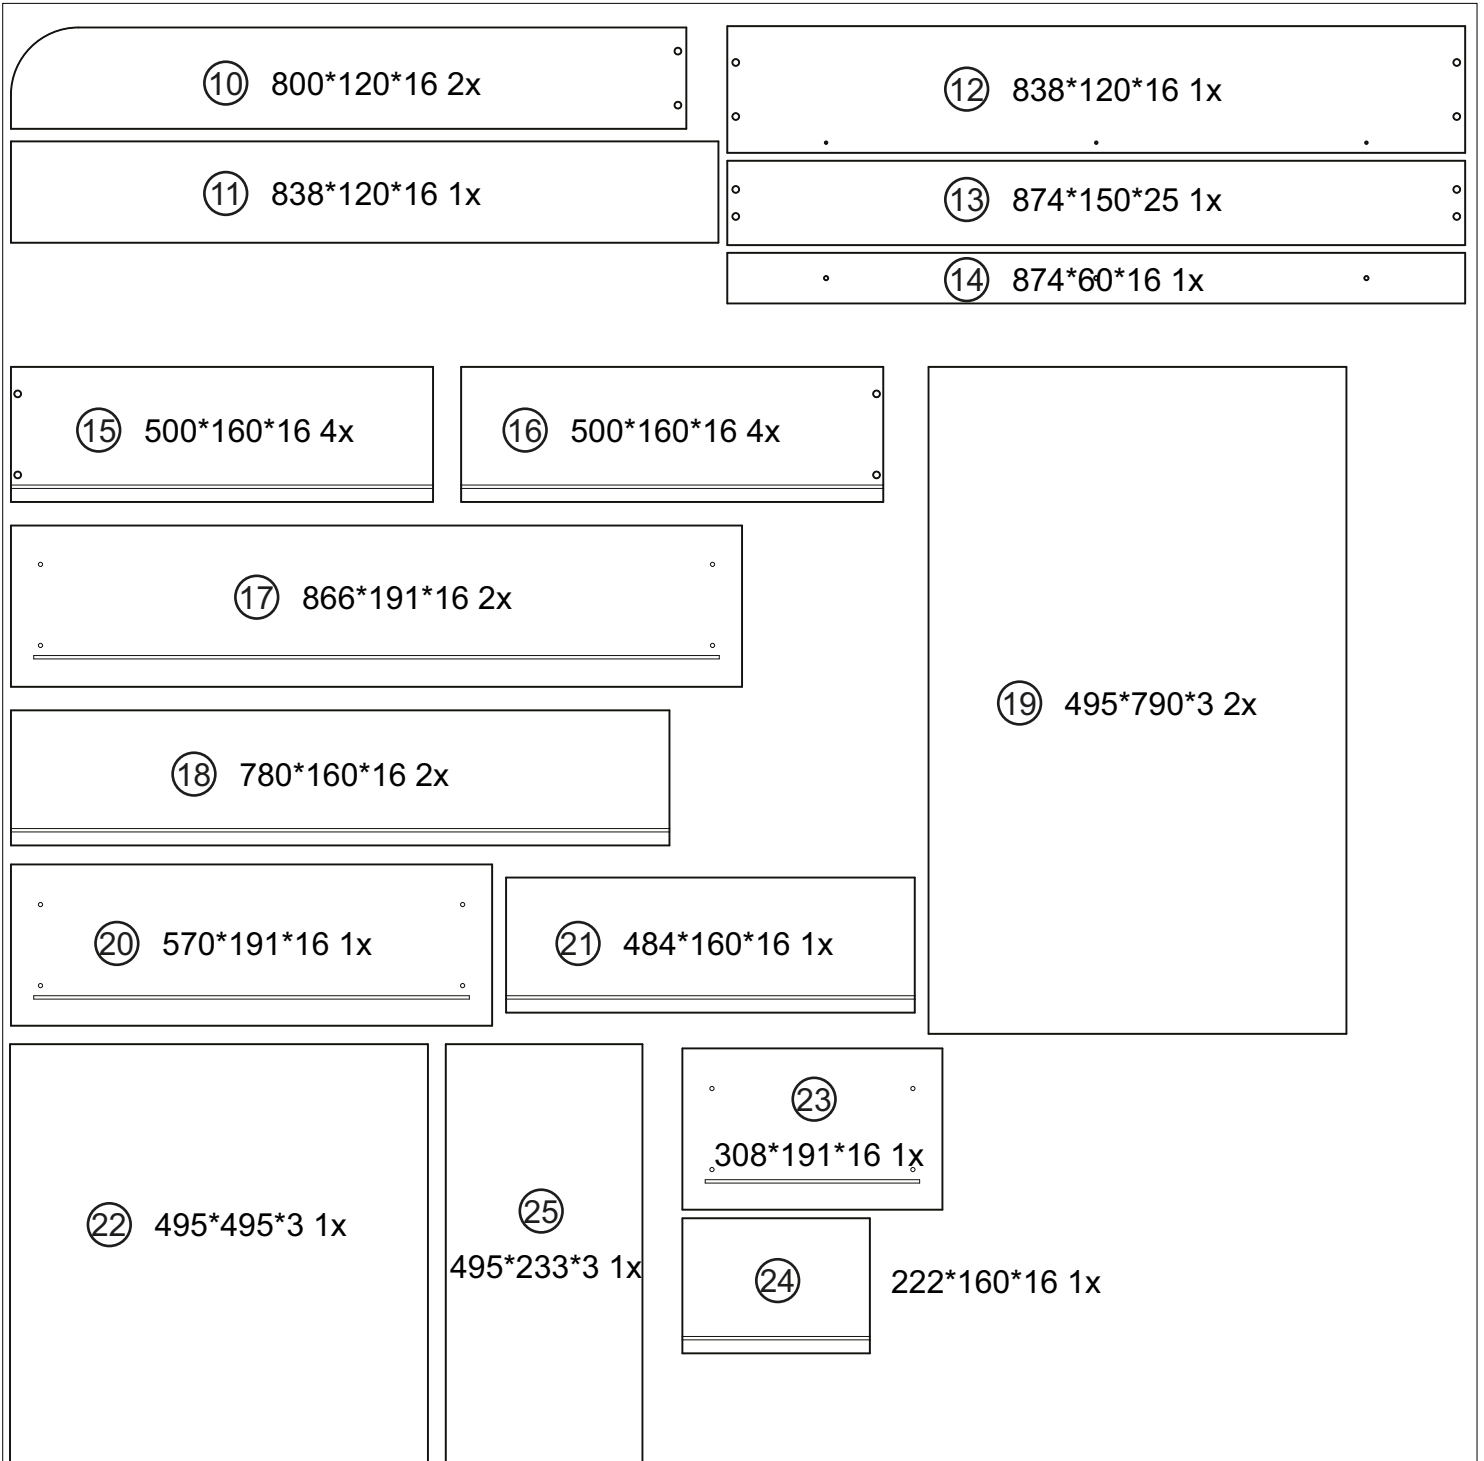 10 800*120*16 2x
11 838*120*16 1x
12 838*120*16 1x
13 874*150*25 1x
14 874*60*16 1x
15 500*160*16 4x
16 500*160*16 4x
17 866*191*16 2x
18 780*160*16 2x
19 495*790*3 2x
20 570*191*16 1x
21 484*160*16 1x
22 495*495*3 1x
25
495*233*3 1x
23
308*191*16 1x
24 222*160*16 1x